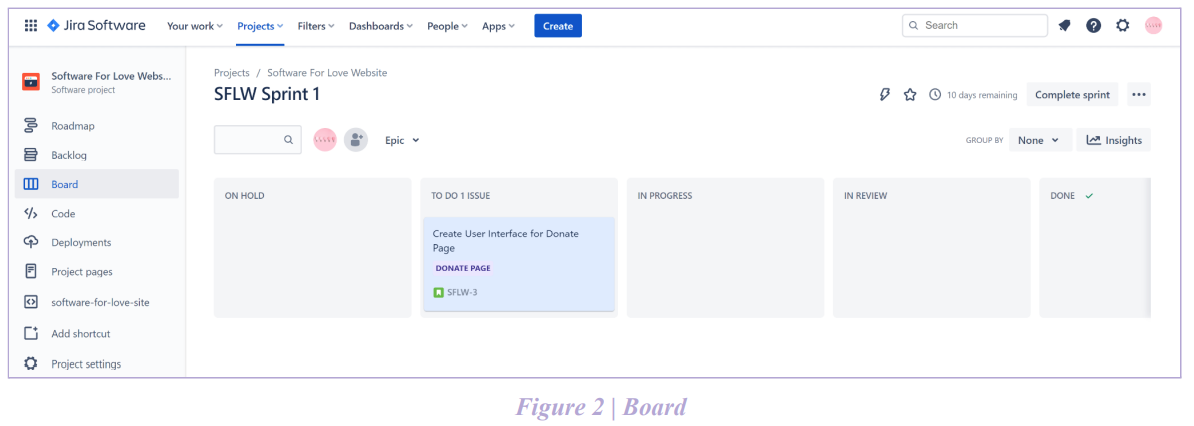 Jira Software Your work Projects Filters Dashboards People Apps Create Search
Software For Love Webs...
Software project
Roadmap
Backlog
Board
Code
Deployments
Project pages
software-for-love-site
Add shortcut
Project settings
Projects / Software For Love Website
SFLW Sprint 1
10 days remaining Complete sprint
Epic
GROUP BY None Insights
ON HOLD
TO DO 1 ISSUE
IN PROGRESS
IN REVIEW
DONE
Create User Interface for Donate
Page
DONATE PAGE
SFLW-3
Figure 2 | Board